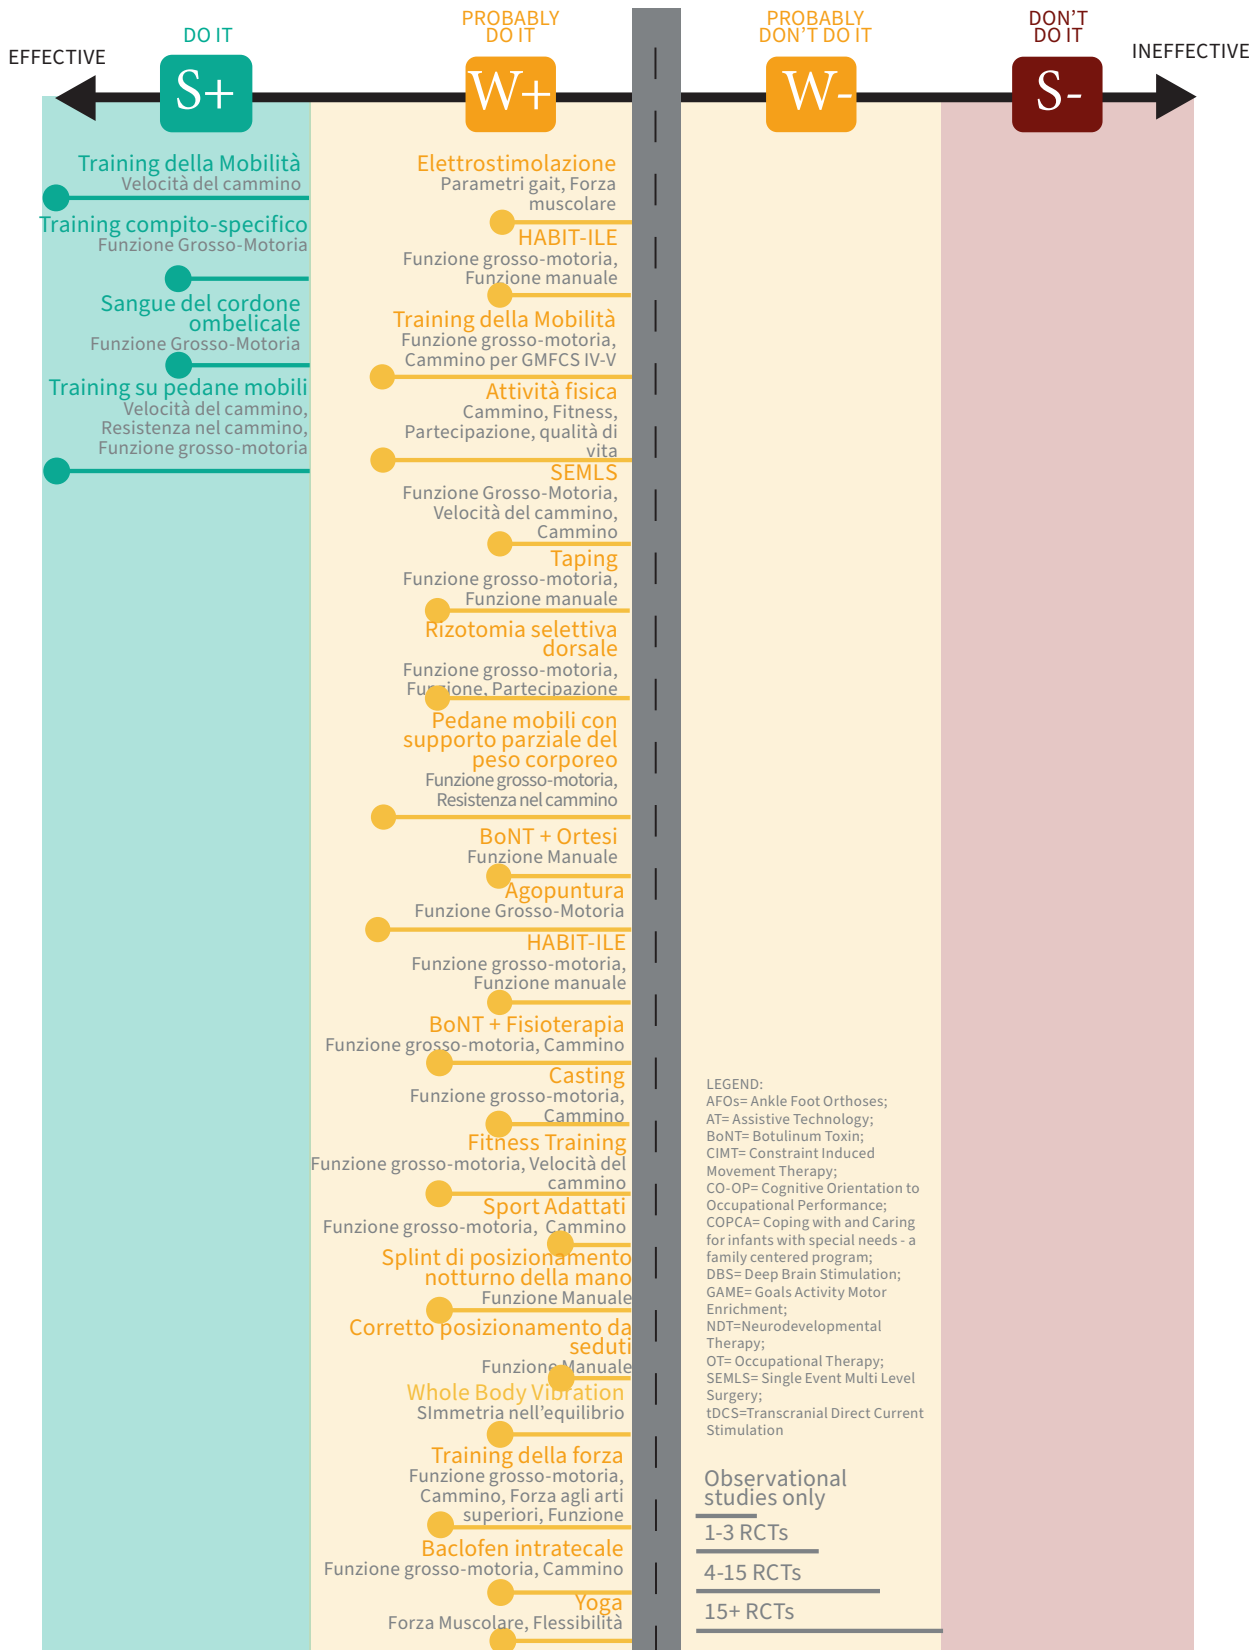 DO IT
PROBABLY
DO IT
PROBABLY
DON'T DO IT
DON'T
DO IT
EFFECTIVE
INEFFECTIVE
S+
W+
W-
S-
Training della Mobilità
Velocità del cammino
Training compito-specifico
Funzione Grosso-Motoria
Sangue del cordone
ombelicale
Funzione Grosso-Motoria
Training su pedane mobili
Velocità del cammino,
Resistenza nel cammino,
Funzione grosso-motoria
Elettrostimolazione
Parametri gait, Forza
muscolare
HABIT-ILE
Funzione grosso-motoria,
Funzione manuale
Training della Mobilità
Funzione grosso-motoria,
Cammino per GMFCS IV-V
Attività fisica
Cammino, Fitness,
Partecipazione, qualità di
vita
SEMLS
Funzione Grosso-Motoria,
Velocità del cammino,
Cammino
Taping
Funzione grosso-motoria,
Funzione manuale
Rizotomia selettiva
dorsale
Funzione grosso-motoria,
Funzione, Partecipazione
Pedane mobili con
supporto parziale del
peso corporeo
Funzione grosso-motoria,
Resistenza nel cammino
BoNT + Ortesi
Funzione Manuale
Agopuntura
Funzione Grosso-Motoria
HABIT-ILE
Funzione grosso-motoria,
Funzione manuale
BoNT + Fisioterapia
Funzione grosso-motoria, Cammino
Casting
Funzione grosso-motoria,
Cammino
Fitness Training
Funzione grosso-motoria, Velocità del
cammino
Sport Adattati
Funzione grosso-motoria, Cammino
Splint di posizionamento
notturno della mano
Funzione Manuale
Corretto posizionamento da
seduti
Funzione Manuale
Whole Body Vibration
SImmetria nell'equilibrio
Training della forza
Funzione grosso-motoria,
Cammino, Forza agli arti
superiori, Funzione
Baclofen intratecale
Funzione grosso-motoria, Cammino
Yoga
Forza Muscolare, Flessibilità
LEGEND:
AFOs= Ankle Foot Orthoses;
AT= Assistive Technology;
BoNT= Botulinum Toxin;
CIMT= Constraint Induced
Movement Therapy;
CO-OP= Cognitive Orientation to
Occupational Performance;
COPCA= Coping with and Caring
for infants with special needs - a
family centered program;
DBS= Deep Brain Stimulation;
GAME= Goals Activity Motor
Enrichment;
NDT=Neurodevelopmental
Therapy;
OT= Occupational Therapy;
SEMLS= Single Event Multi Level
Surgery;
tDCS=Transcranial Direct Current
Stimulation
Observational
studies only
1-3 RCTs
4-15 RCTs
15+ RCTs